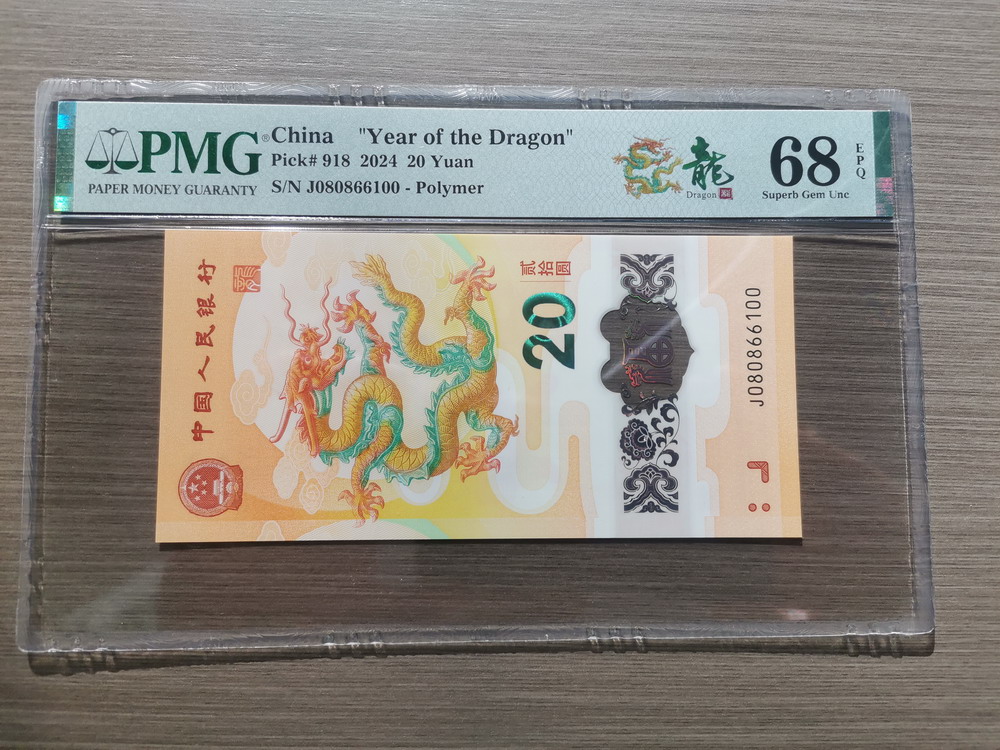 PMG®
PAPER MONEY GUARANTY
China "Year of the Dragon"
Pick# 918 2024 20 Yuan
S/N J080866100 - Polymer
龍
Dragon
68
EPQ
Superb Gem Unc
中国人民银行
贰拾圆
20
J080866100